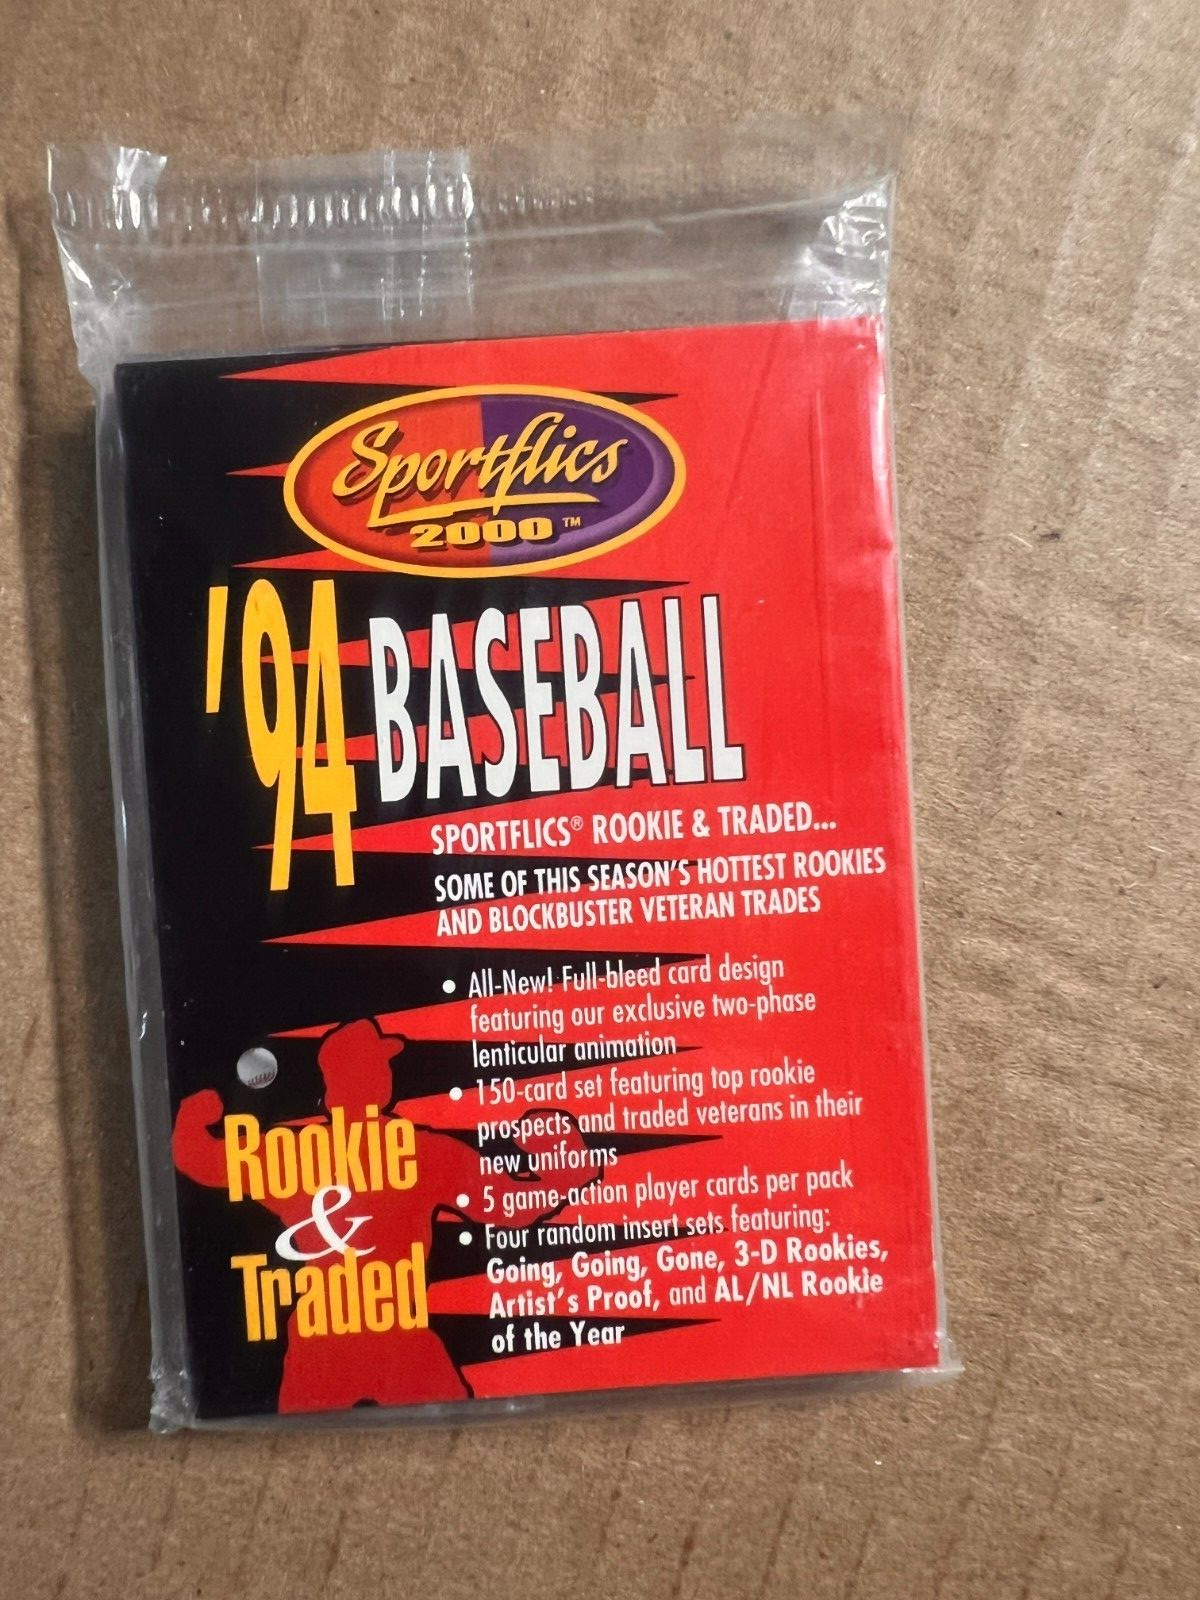 Sportflics
2000™
'94 BASEBALL
SPORTFLICS® ROOKIE & TRADED...
SOME OF THIS SEASON'S HOTTEST ROOKIES
AND BLOCKBUSTER VETERAN TRADES
• All-New! Full-bleed card design
featuring our exclusive two-phase
lenticular animation
• 150-card set featuring top rookie
prospects and traded veterans in their
new uniforms
• 5 game-action player cards per pack
• Four random insert sets featuring:
Going, Going, Gone, 3-D Rookies,
Artist's Proof, and AL/NL Rookie
of the Year
Rookie
&
Traded